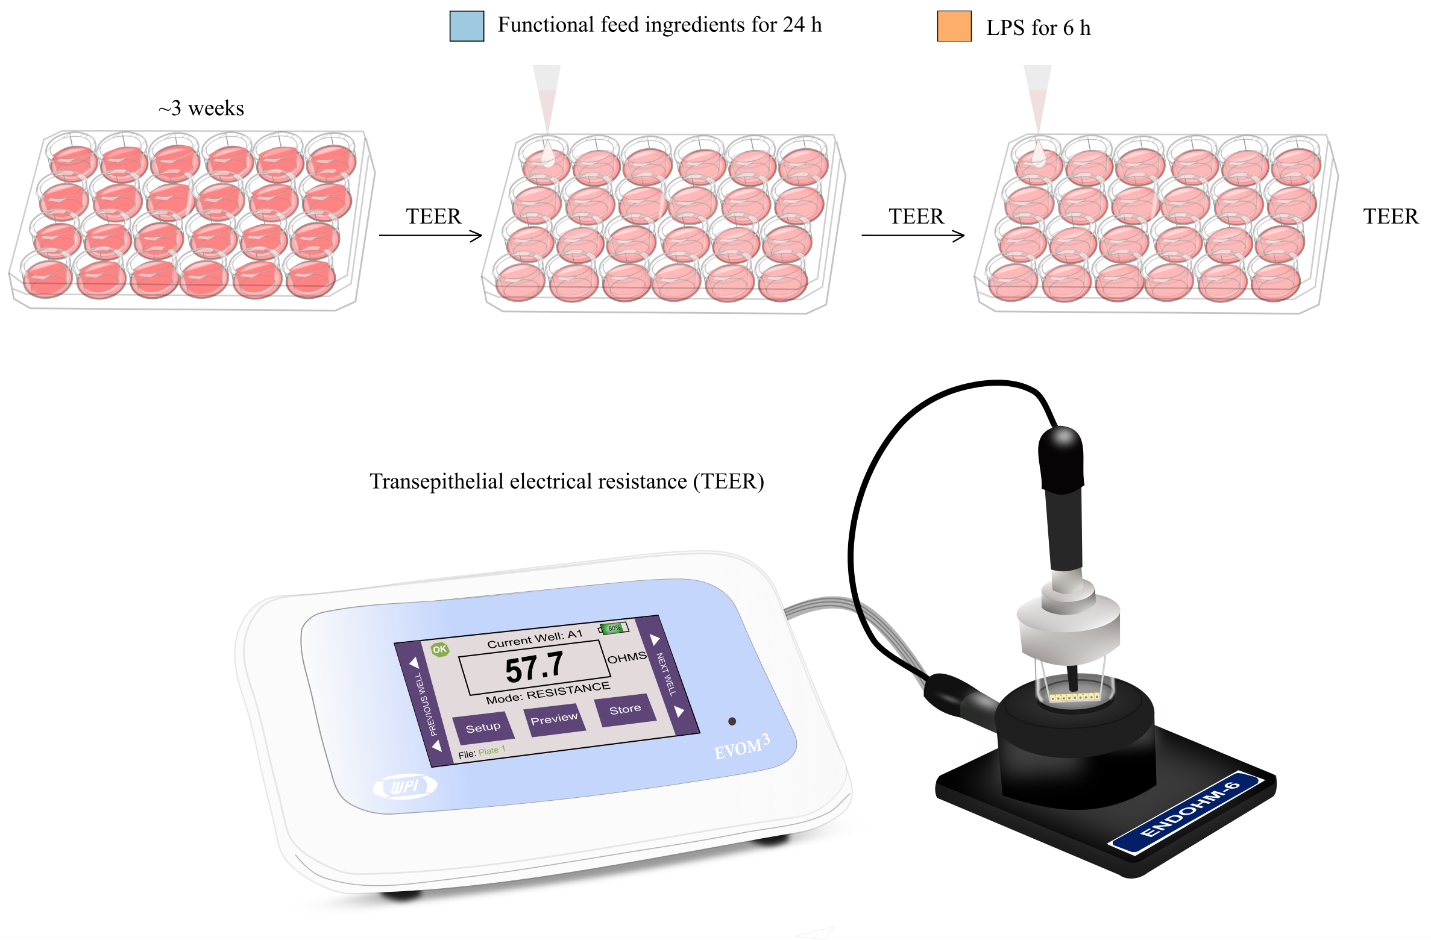 Functional feed ingredients for 24 h
LPS for 6 h
~3 weeks
TEER
TEER
TEER
Transepithelial electrical resistance (TEER)
OK
Current Well: A1
90%
57.7
OHMS
Mode: RESISTANCE
PREVIOUS WELL
NEXT WELL
Setup
Preview
Store
File: Plate 1
WPi
EVOM3
ENDOHM-6